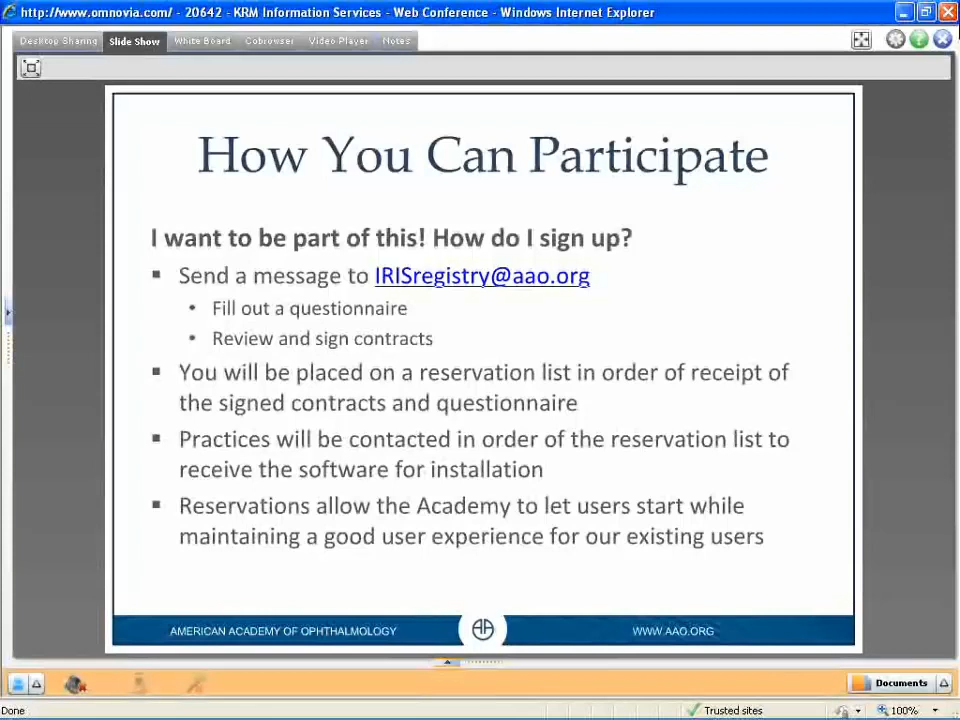 http://www.omnovia.com/ - 20642 - KRM Information Services - Web Conference - Windows Internet Explorer
Desktop Sharing Slide Show White Board Cobrowser Video Player Notes
How You Can Participate
I want to be part of this! How do I sign up?
▪ Send a message to IRISregistry@aao.org
• Fill out a questionnaire
• Review and sign contracts
▪ You will be placed on a reservation list in order of receipt of
the signed contracts and questionnaire
▪ Practices will be contacted in order of the reservation list to
receive the software for installation
▪ Reservations allow the Academy to let users start while
maintaining a good user experience for our existing users
AMERICAN ACADEMY OF OPHTHALMOLOGY WWW.AAO.ORG
Documents
Done Trusted sites 100%